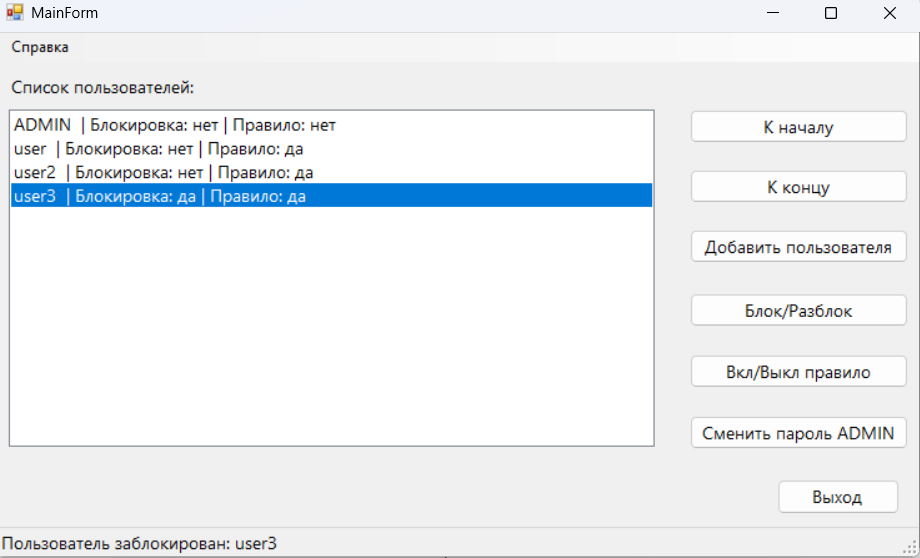 MainForm
Справка
Список пользователей:
ADMIN | Блокировка: нет | Правило: нет
user | Блокировка: нет | Правило: да
user2 | Блокировка: нет | Правило: да
user3 | Блокировка: да | Правило: да
К началу
К концу
Добавить пользователя
Блок/Разблок
Вкл/Выкл правило
Сменить пароль ADMIN
Выход
Пользователь заблокирован: user3